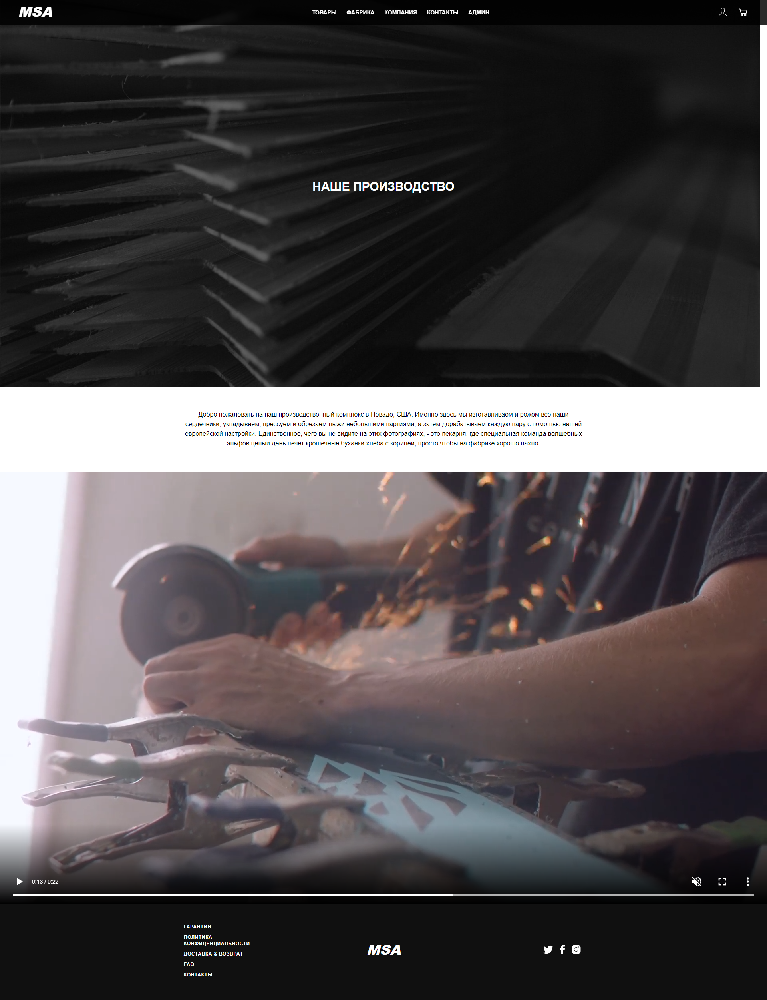 MSA
ТОВАРЫ ФАБРИКА КОМПАНИЯ КОНТАКТЫ АДМИН
НАШЕ ПРОИЗВОДСТВО
Добро пожаловать на наш производственный комплекс в Неваде, США. Именно здесь мы изготавливаем и режем все наши
сердечники, укладываем, прессуем и обрезаем лыжи небольшими партиями, а затем дорабатываем каждую пару с помощью нашей
европейской настройки. Единственное, чего вы не видите на этих фотографиях, - это пекарня, где специальная команда волшебных
эльфов целый день печет крошечные буханки хлеба с корицей, просто чтобы на фабрике хорошо пахло.
0:13 / 0:22
ГАРАНТИЯ
ПОЛИТИКА
КОНФИДЕНЦИАЛЬНОСТИ
ДОСТАВКА & ВОЗВРАТ
FAQ
КОНТАКТЫ
MSA